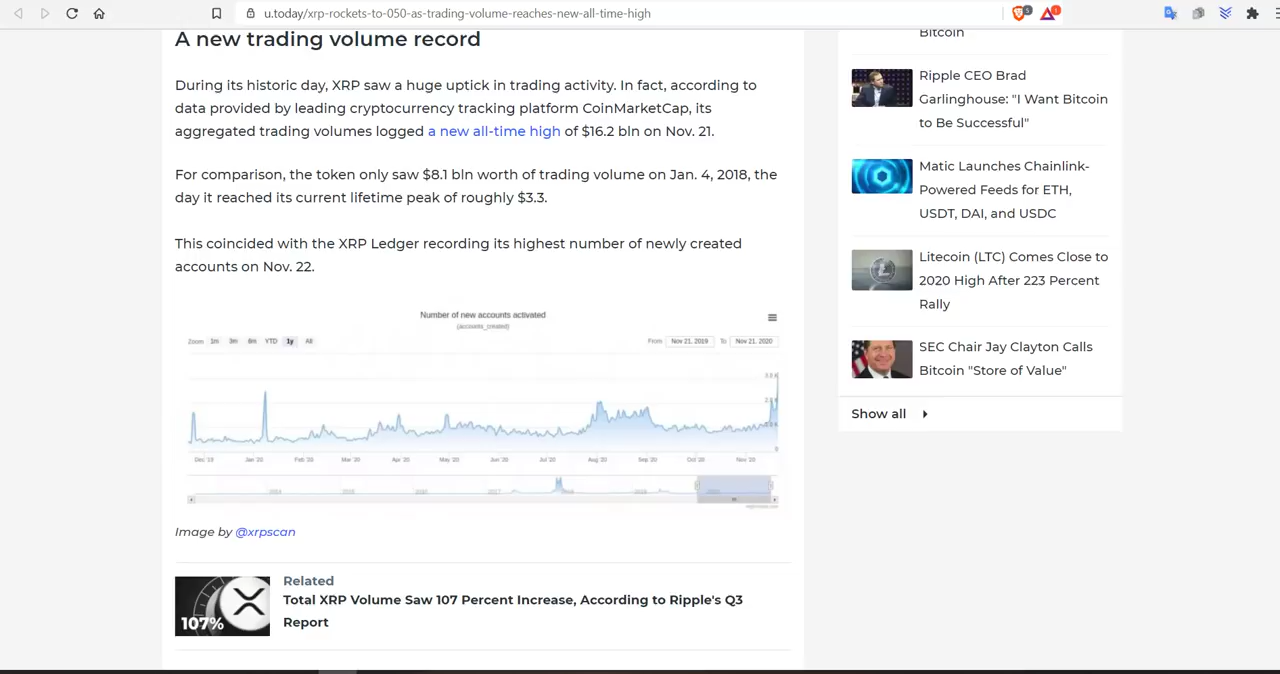 u.today/xrp-rockets-to-050-as-trading-volume-reaches-new-all-time-high
A new trading volume record
During its historic day, XRP saw a huge uptick in trading activity. In fact, according to
data provided by leading cryptocurrency tracking platform CoinMarketCap, its
aggregated trading volumes logged a new all-time high of $16.2 bln on Nov. 21.
For comparison, the token only saw $8.1 bln worth of trading volume on Jan. 4, 2018, the
day it reached its current lifetime peak of roughly $3.3.
This coincided with the XRP Ledger recording its highest number of newly created
accounts on Nov. 22.
Number of new accounts activated
(accounts_created)
Zoom 1m 3m 6m YTD 1y All
From Nov 21, 2019 To Nov 21, 2020
0
Dec '19 Jan '20 Feb '20 Mar '20 Apr '20 May '20 Jun '20 Jul '20 Aug '20 Sep '20 Oct '20 Nov '20
2014 2015 2016 2017 2018 2019 2020
Image by @xrpscan
107%
Related
Total XRP Volume Saw 107 Percent Increase, According to Ripple's Q3
Report
Bitcoin
Ripple CEO Brad
Garlinghouse: "I Want Bitcoin
to Be Successful"
Matic Launches Chainlink-
Powered Feeds for ETH,
USDT, DAI, and USDC
Litecoin (LTC) Comes Close to
2020 High After 223 Percent
Rally
SEC Chair Jay Clayton Calls
Bitcoin "Store of Value"
Show all